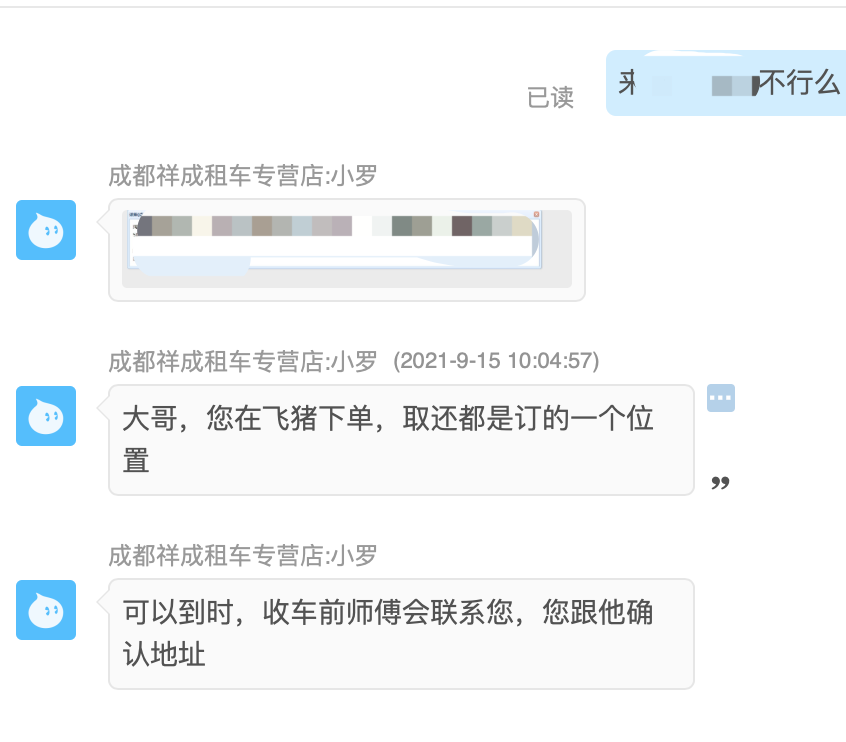 来
不行么
已读
成都祥成租车专营店:小罗
成都祥成租车专营店:小罗 (2021-9-15 10:04:57)
大哥，您在飞猪下单，取还都是订的一个位
置
成都祥成租车专营店:小罗
可以到时，收车前师傅会联系您，您跟他确
认地址